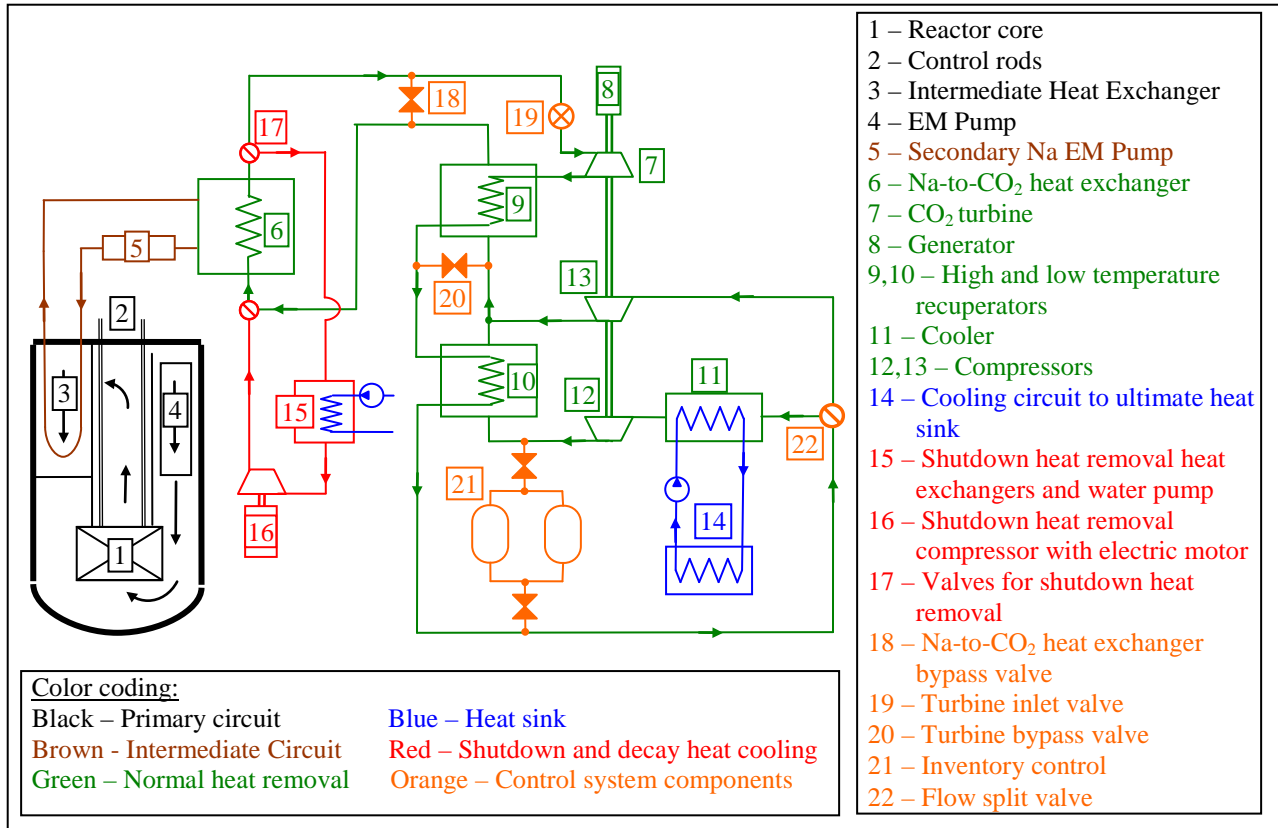 18
8
19
17
7
9
6
5
13
20
2
10
11
12
3
4
15
22
21
14
16
1
1 – Reactor core
2 – Control rods
3 – Intermediate Heat Exchanger
4 – EM Pump
5 – Secondary Na EM Pump
6 – Na-to-CO₂ heat exchanger
7 – CO₂ turbine
8 – Generator
9,10 – High and low temperature
recuperators
11 – Cooler
12,13 – Compressors
14 – Cooling circuit to ultimate heat
sink
15 – Shutdown heat removal heat
exchangers and water pump
16 – Shutdown heat removal
compressor with electric motor
17 – Valves for shutdown heat
removal
18 – Na-to-CO₂ heat exchanger
bypass valve
19 – Turbine inlet valve
20 – Turbine bypass valve
21 – Inventory control
22 – Flow split valve
Color coding:
Black – Primary circuit
Brown - Intermediate Circuit
Green – Normal heat removal
Blue – Heat sink
Red – Shutdown and decay heat cooling
Orange – Control system components